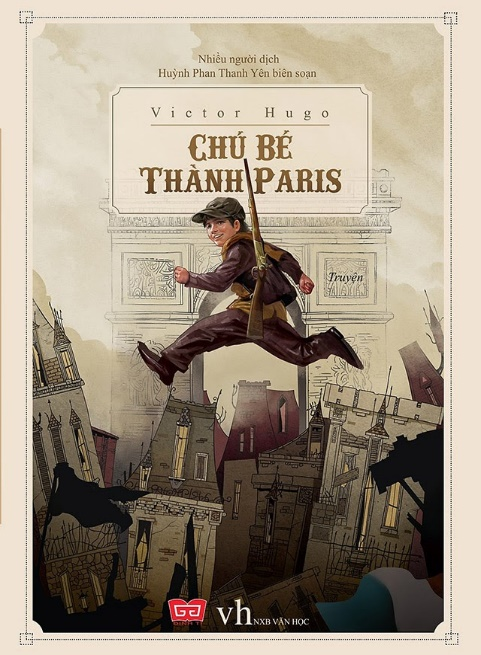 Nhiều người dịch
Huỳnh Phan Thanh Yên biên soạn
Victor Hugo
CHÚ BÉ
THÀNH PARIS
Truyện
vh NXB VĂN HỌC